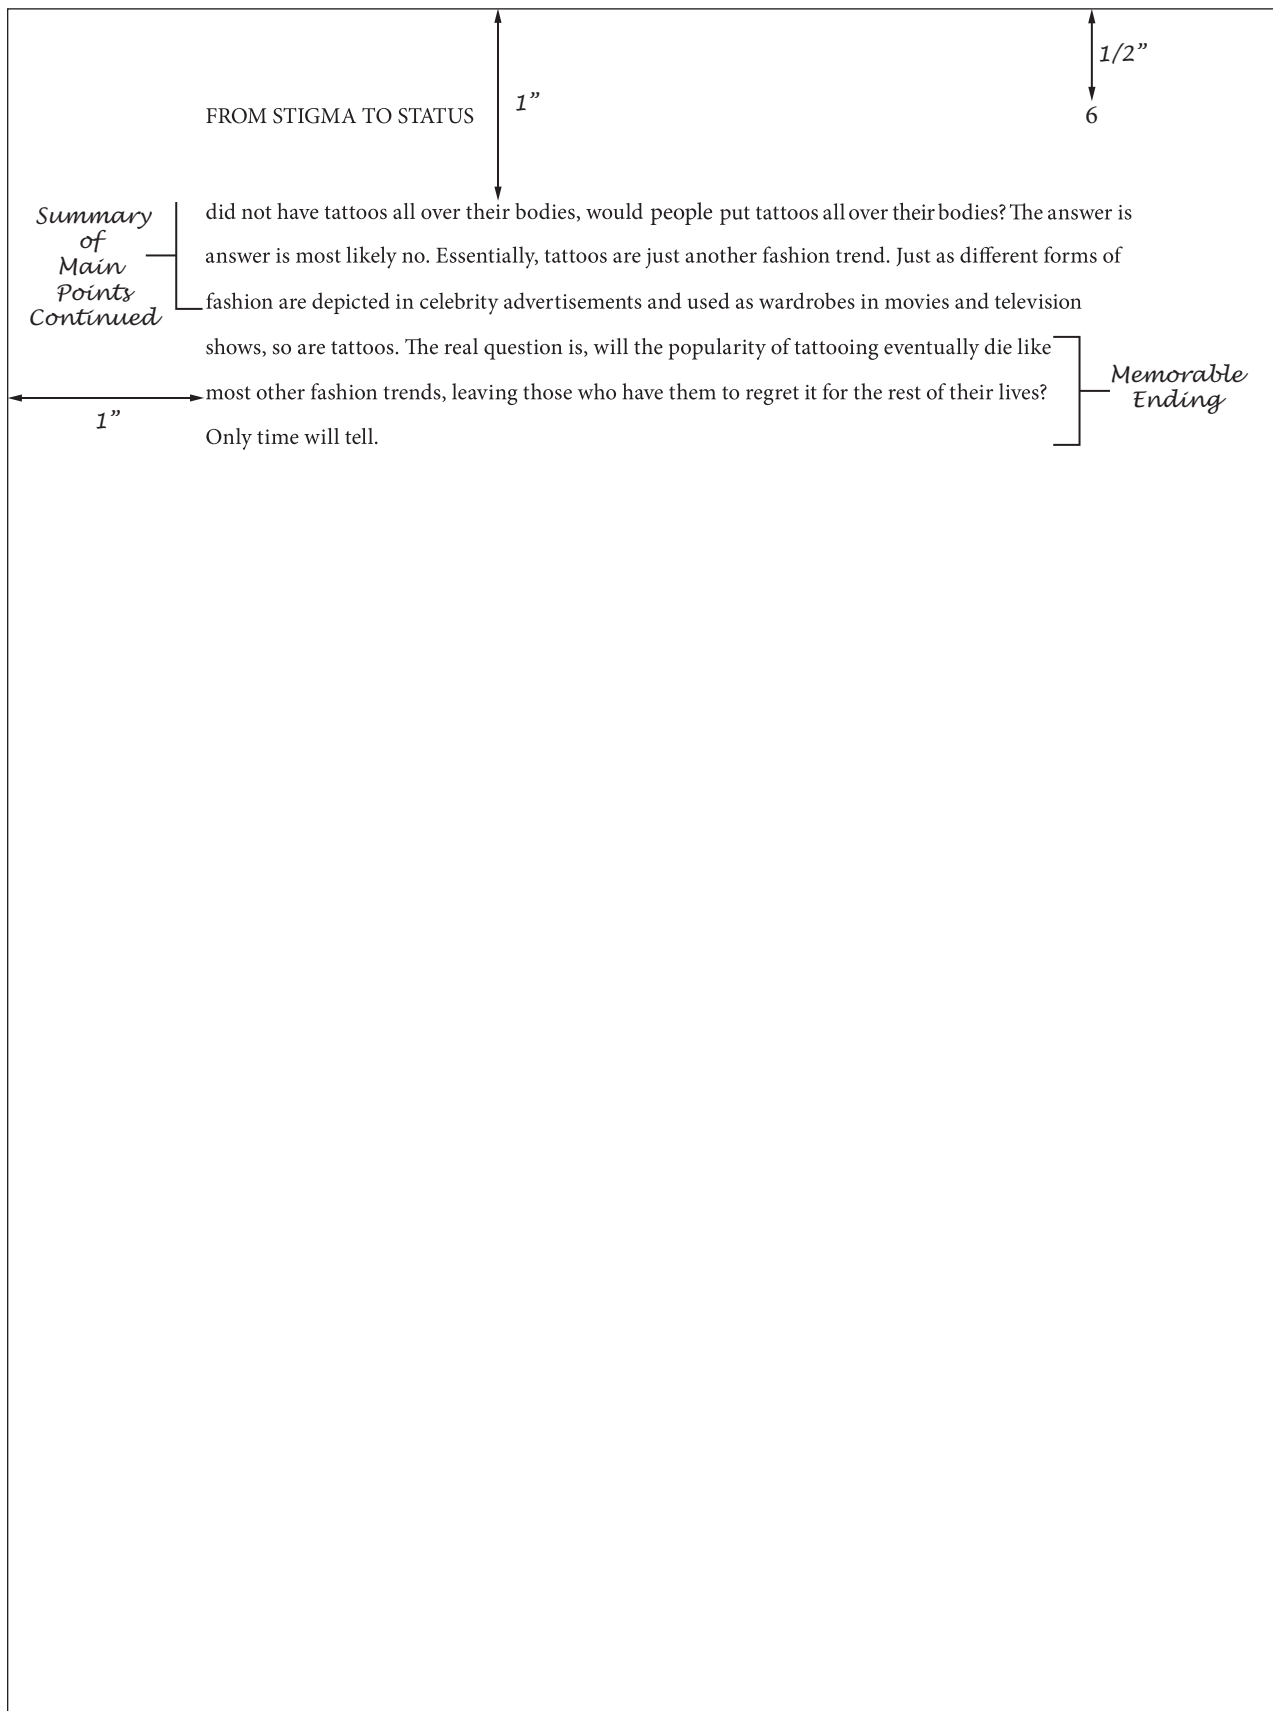 1/2”
1”
FROM STIGMA TO STATUS
6
Summary
of
Main
Points
Continued
did not have tattoos all over their bodies, would people put tattoos all over their bodies? The answer is
answer is most likely no. Essentially, tattoos are just another fashion trend. Just as different forms of
fashion are depicted in celebrity advertisements and used as wardrobes in movies and television
shows, so are tattoos. The real question is, will the popularity of tattooing eventually die like
most other fashion trends, leaving those who have them to regret it for the rest of their lives?
Only time will tell.
Memorable
Ending
1”